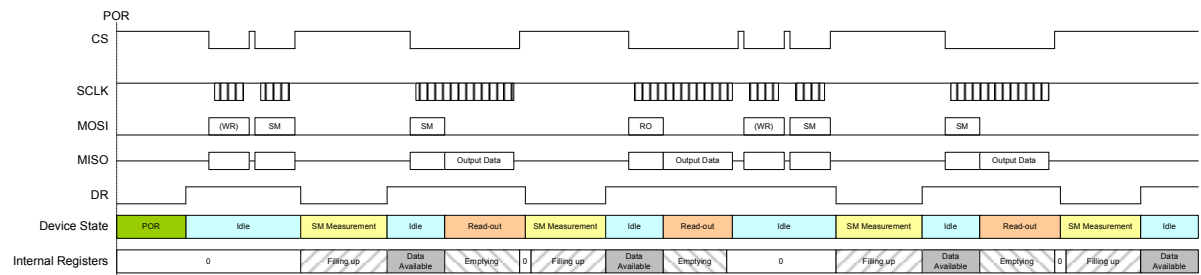 POR
CS
SCLK
MOSI (WR) SM SM RO (WR) SM SM
MISO Output Data Output Data Output Data
DR
Device State POR Idle SM Measurement Idle Read-out SM Measurement Idle Read-out Idle SM Measurement Idle Read-out SM Measurement Idle
Internal Registers 0 Filling up Data Available Emptying 0 Filling up Data Available Emptying 0 Filling up Data Available Emptying 0 Filling up Data Available